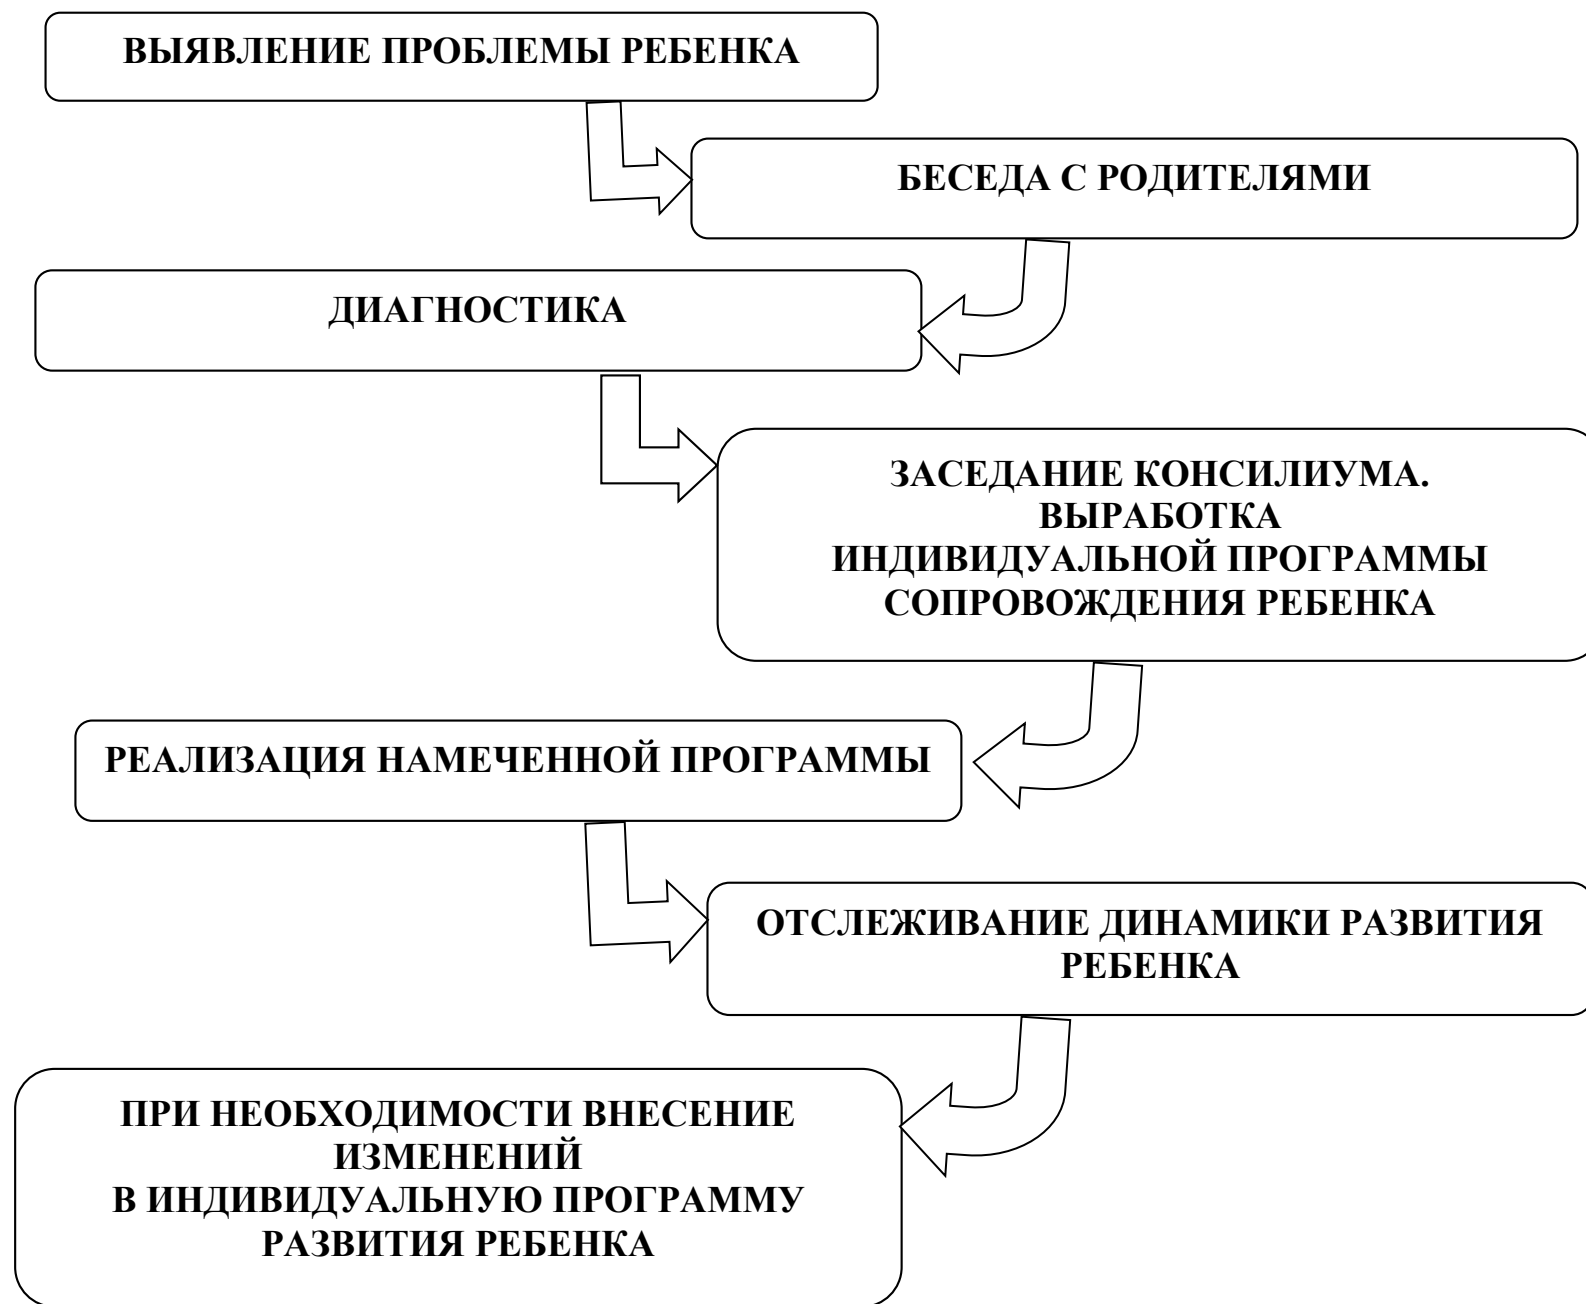 ВЫЯВЛЕНИЕ ПРОБЛЕМЫ РЕБЕНКА
БЕСЕДА С РОДИТЕЛЯМИ
ДИАГНОСТИКА
ЗАСЕДАНИЕ КОНСИЛИУМА.
ВЫРАБОТКА
ИНДИВИДУАЛЬНОЙ ПРОГРАММЫ
СОПРОВОЖДЕНИЯ РЕБЕНКА
РЕАЛИЗАЦИЯ НАМЕЧЕННОЙ ПРОГРАММЫ
ОТСЛЕЖИВАНИЕ ДИНАМИКИ РАЗВИТИЯ
РЕБЕНКА
ПРИ НЕОБХОДИМОСТИ ВНЕСЕНИЕ
ИЗМЕНЕНИЙ
В ИНДИВИДУАЛЬНУЮ ПРОГРАММУ
РАЗВИТИЯ РЕБЕНКА